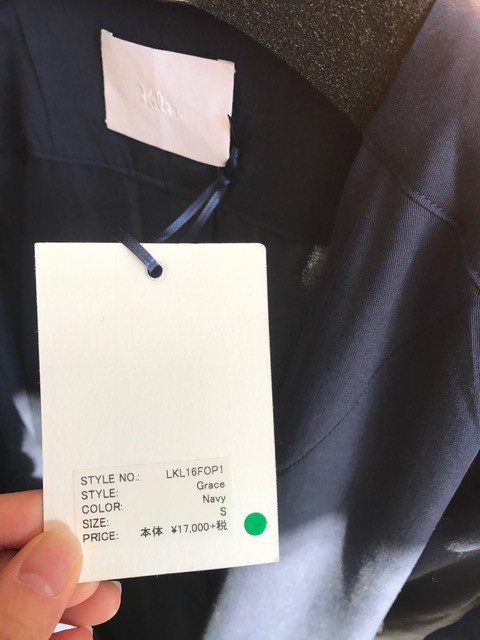 STYLE NO.: LKL16FOP1
STYLE: Grace
COLOR: Navy
SIZE: S
PRICE: 本体 ¥17,000+税